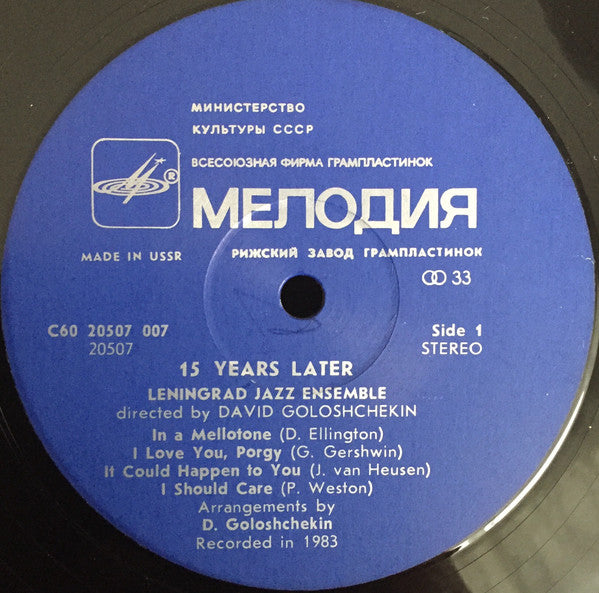 МИНИСТЕРСТВО
КУЛЬТУРЫ СССР
ВСЕСОЮЗНАЯ ФИРМА ГРАМПЛАСТИНОК
®
МЕЛОДИЯ
MADE IN USSR
РИЖСКИЙ ЗАВОД ГРАМПЛАСТИНОК
33
С60 20507 007
20507
Side 1
STEREO
15 YEARS LATER
LENINGRAD JAZZ ENSEMBLE
directed by DAVID GOLOSHCHEKIN
In a Mellotone (D. Ellington)
I Love You, Porgy (G. Gershwin)
It Could Happen to You (J. van Heusen)
I Should Care (P. Weston)
Arrangements by
D. Goloshchekin
Recorded in 1983